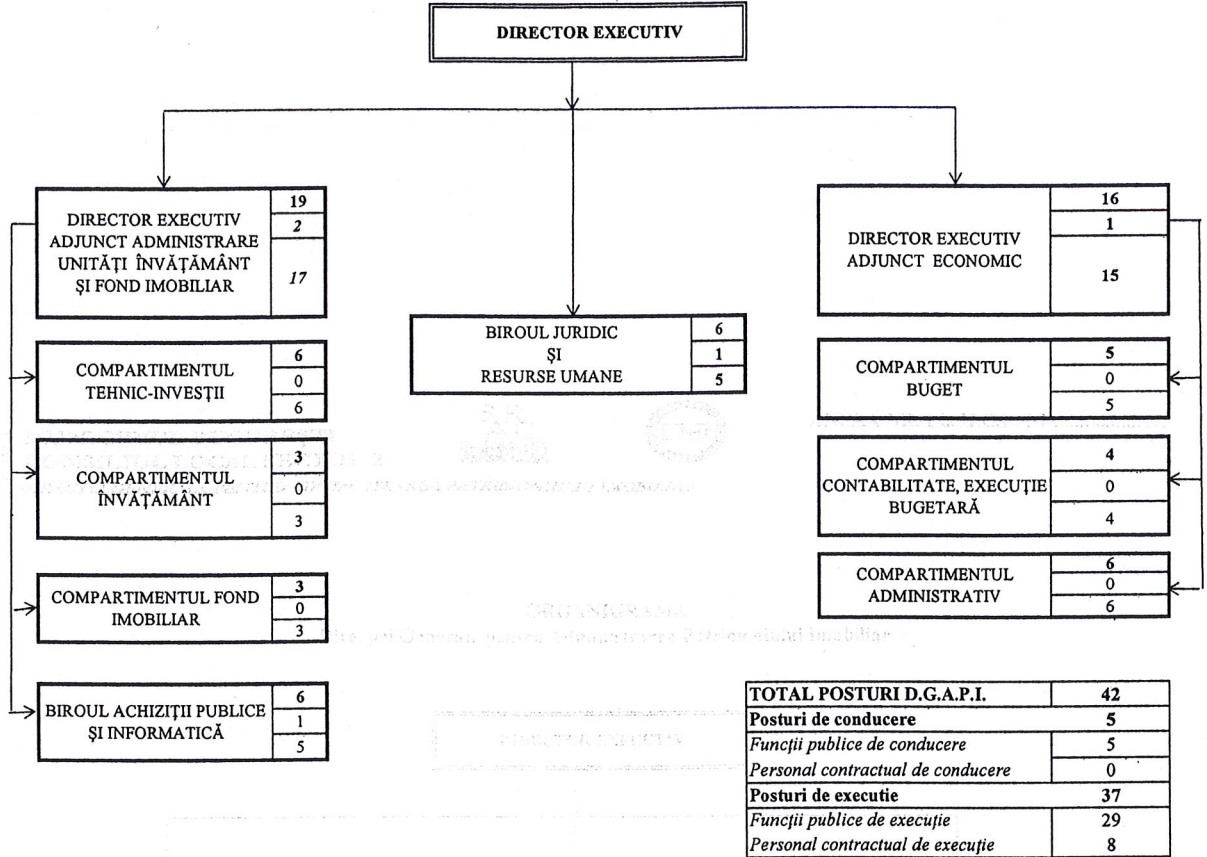 DIRECTOR EXECUTIV
DIRECTOR EXECUTIV
ADJUNCT ADMINISTRARE
UNITĂȚI ÎNVĂȚĂMÂNT
ȘI FOND IMOBILIAR
19
2
17
COMPARTIMENTUL
TEHNIC-INVESȚII
6
0
6
COMPARTIMENTUL
ÎNVĂȚĂMÂNT
3
0
3
COMPARTIMENTUL FOND
IMOBILIAR
3
0
3
BIROUL ACHIZIȚII PUBLICE
ȘI INFORMATICĂ
6
1
5
BIROUL JURIDIC
ȘI
RESURSE UMANE
6
1
5
DIRECTOR EXECUTIV
ADJUNCT ECONOMIC
16
1
15
COMPARTIMENTUL
BUGET
5
0
5
COMPARTIMENTUL
CONTABILITATE, EXECUȚIE
BUGETARĂ
4
0
4
COMPARTIMENTUL
ADMINISTRATIV
6
0
6
TOTAL POSTURI D.G.A.P.I. 42
Posturi de conducere 5
Funcții publice de conducere 5
Personal contractual de conducere 0
Posturi de executie 37
Funcții publice de execuție 29
Personal contractual de execuție 8